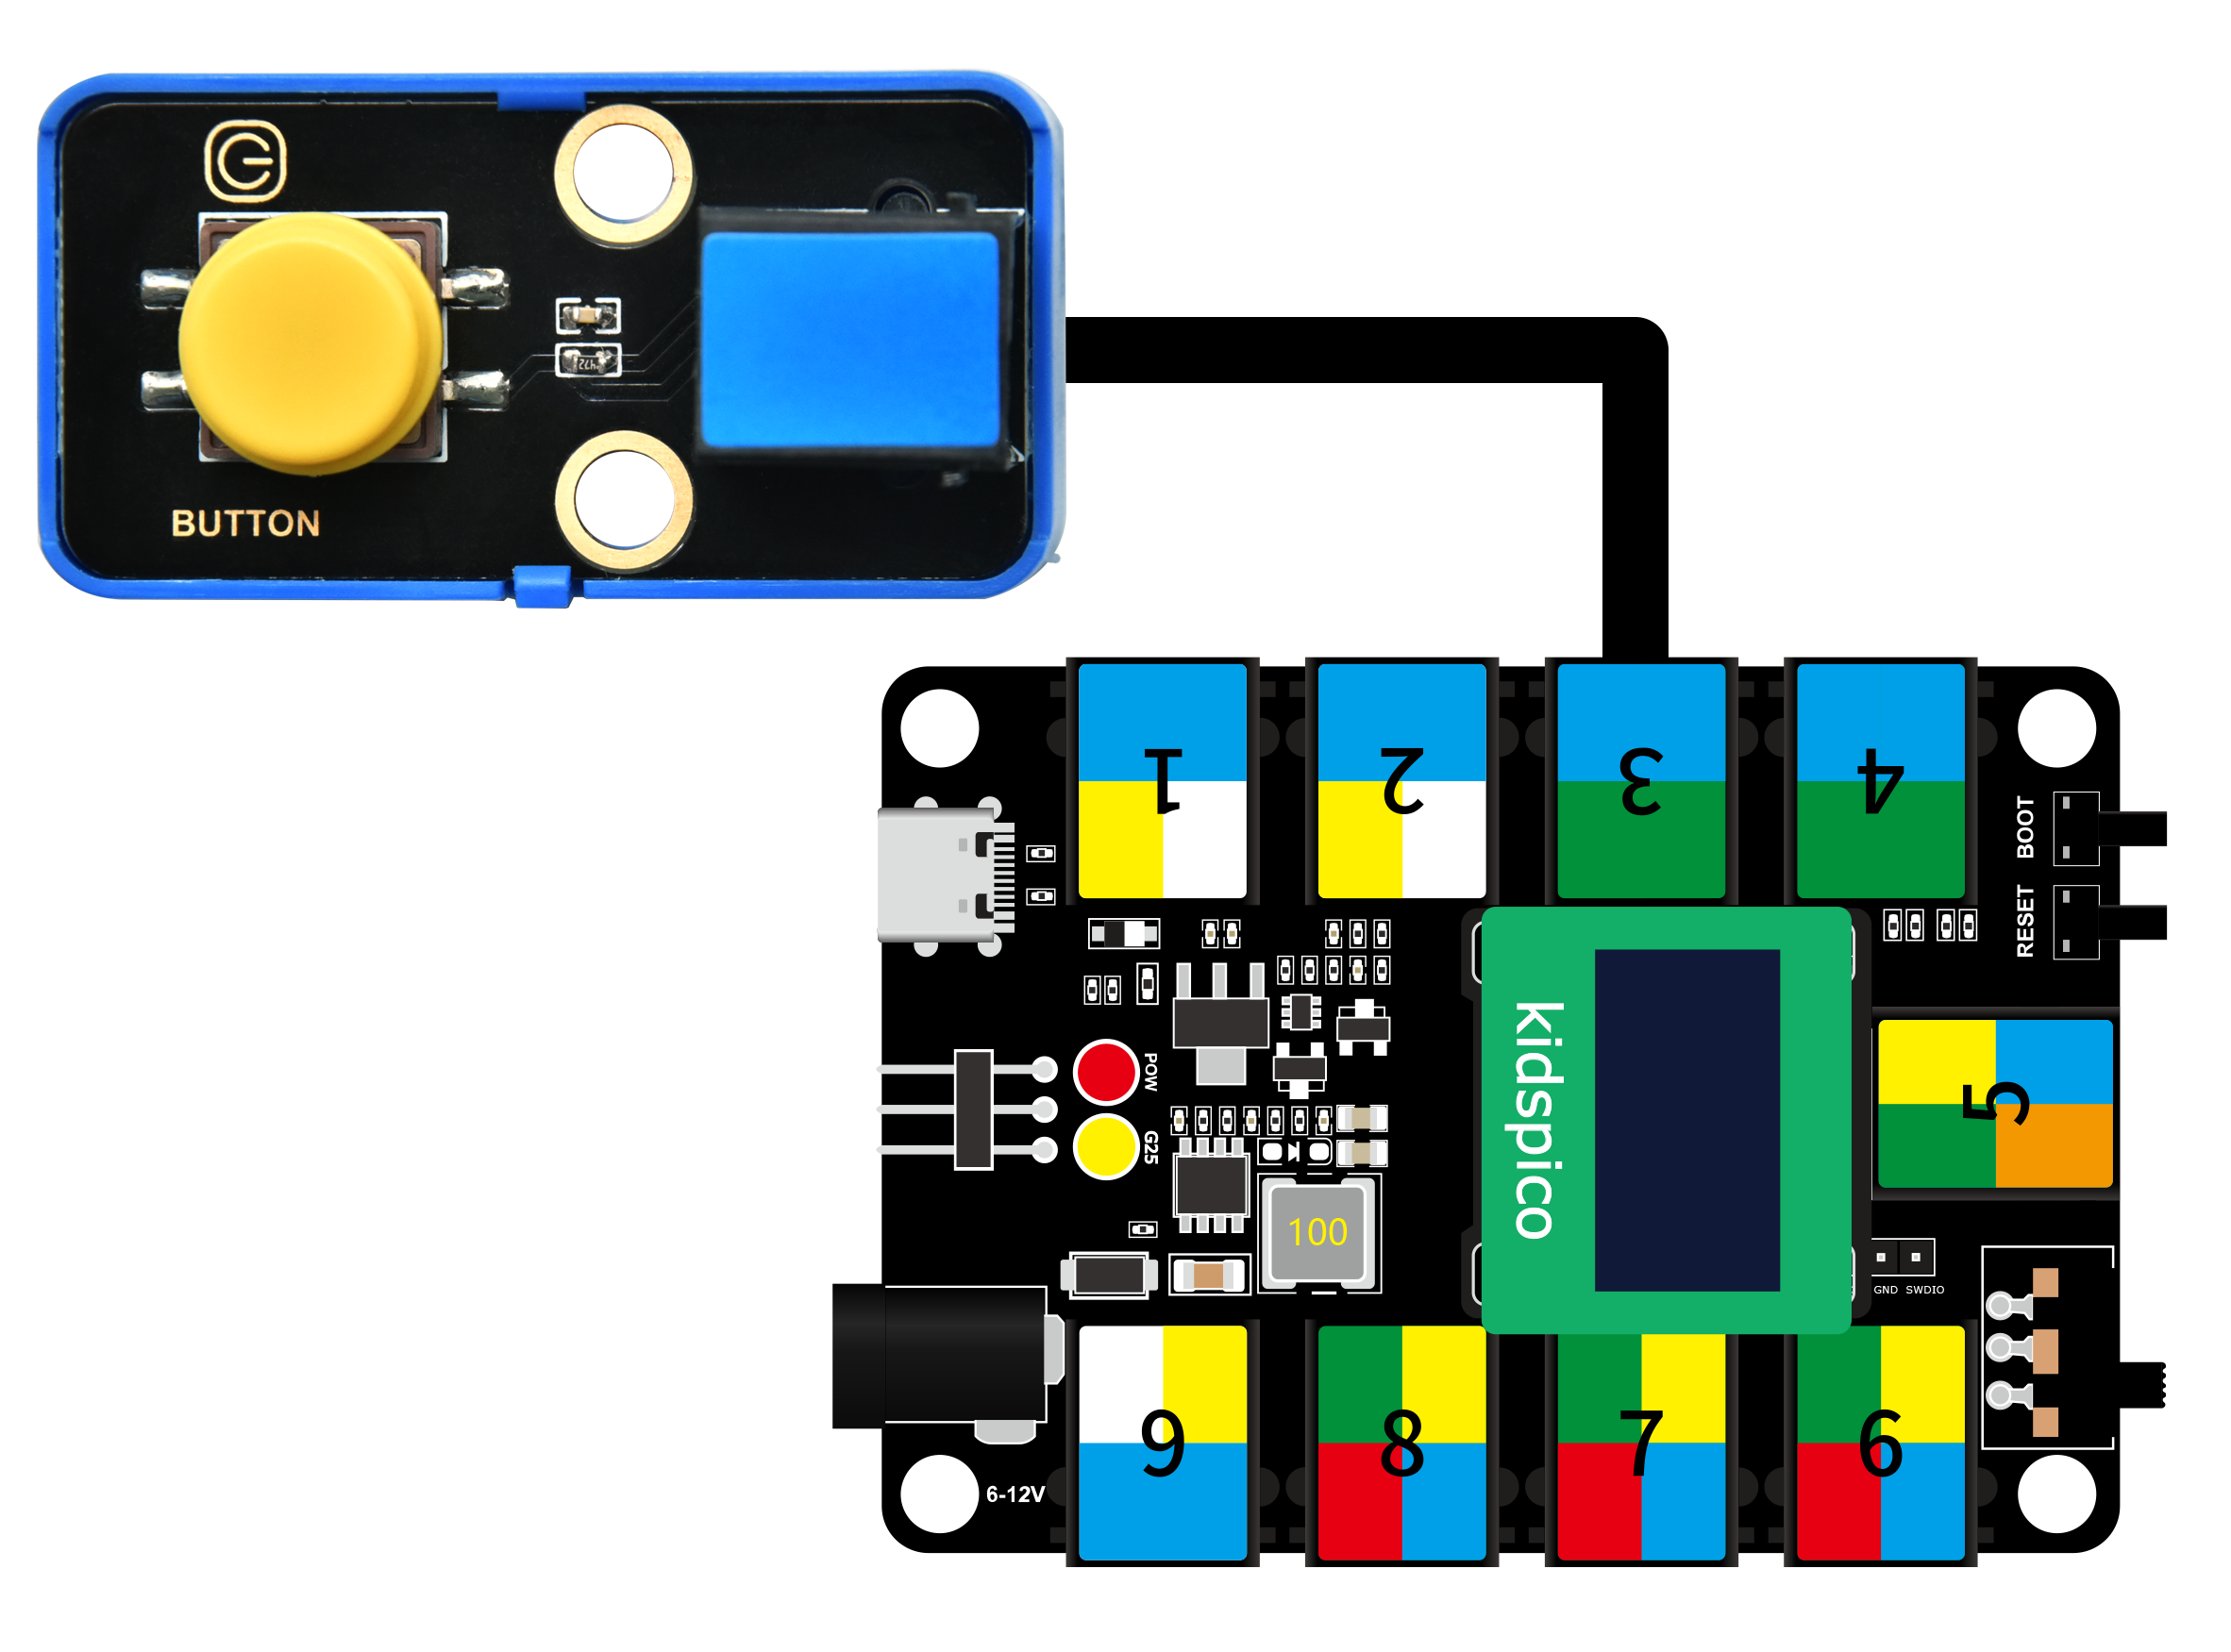 472
BUTTON
1
2
3
4
BOOT
RESET
POW
G25
kidspico
5
100
GND
SWDIO
9
8
7
6
6-12V